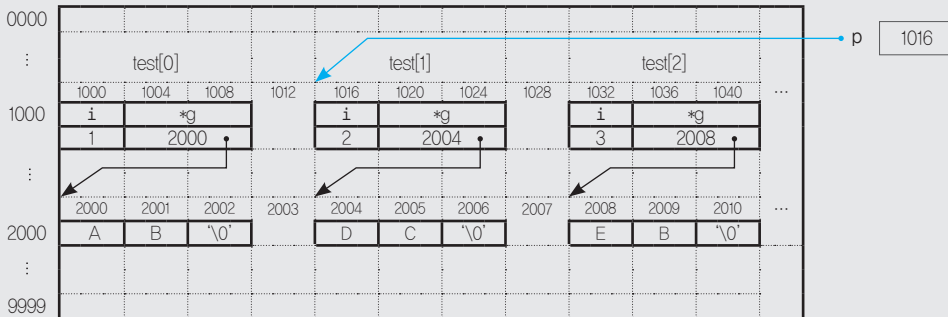 0000
p 1016
⋮ test[0] test[1] test[2]
1000 1004 1008 1012 1016 1020 1024 1028 1032 1036 1040 …
1000 i *g i *g i *g
1 2000 2 2004 3 2008
⋮
2000 2001 2002 2003 2004 2005 2006 2007 2008 2009 2010 …
2000 A B ‘\0’ D C ‘\0’ E B ‘\0’
⋮
9999